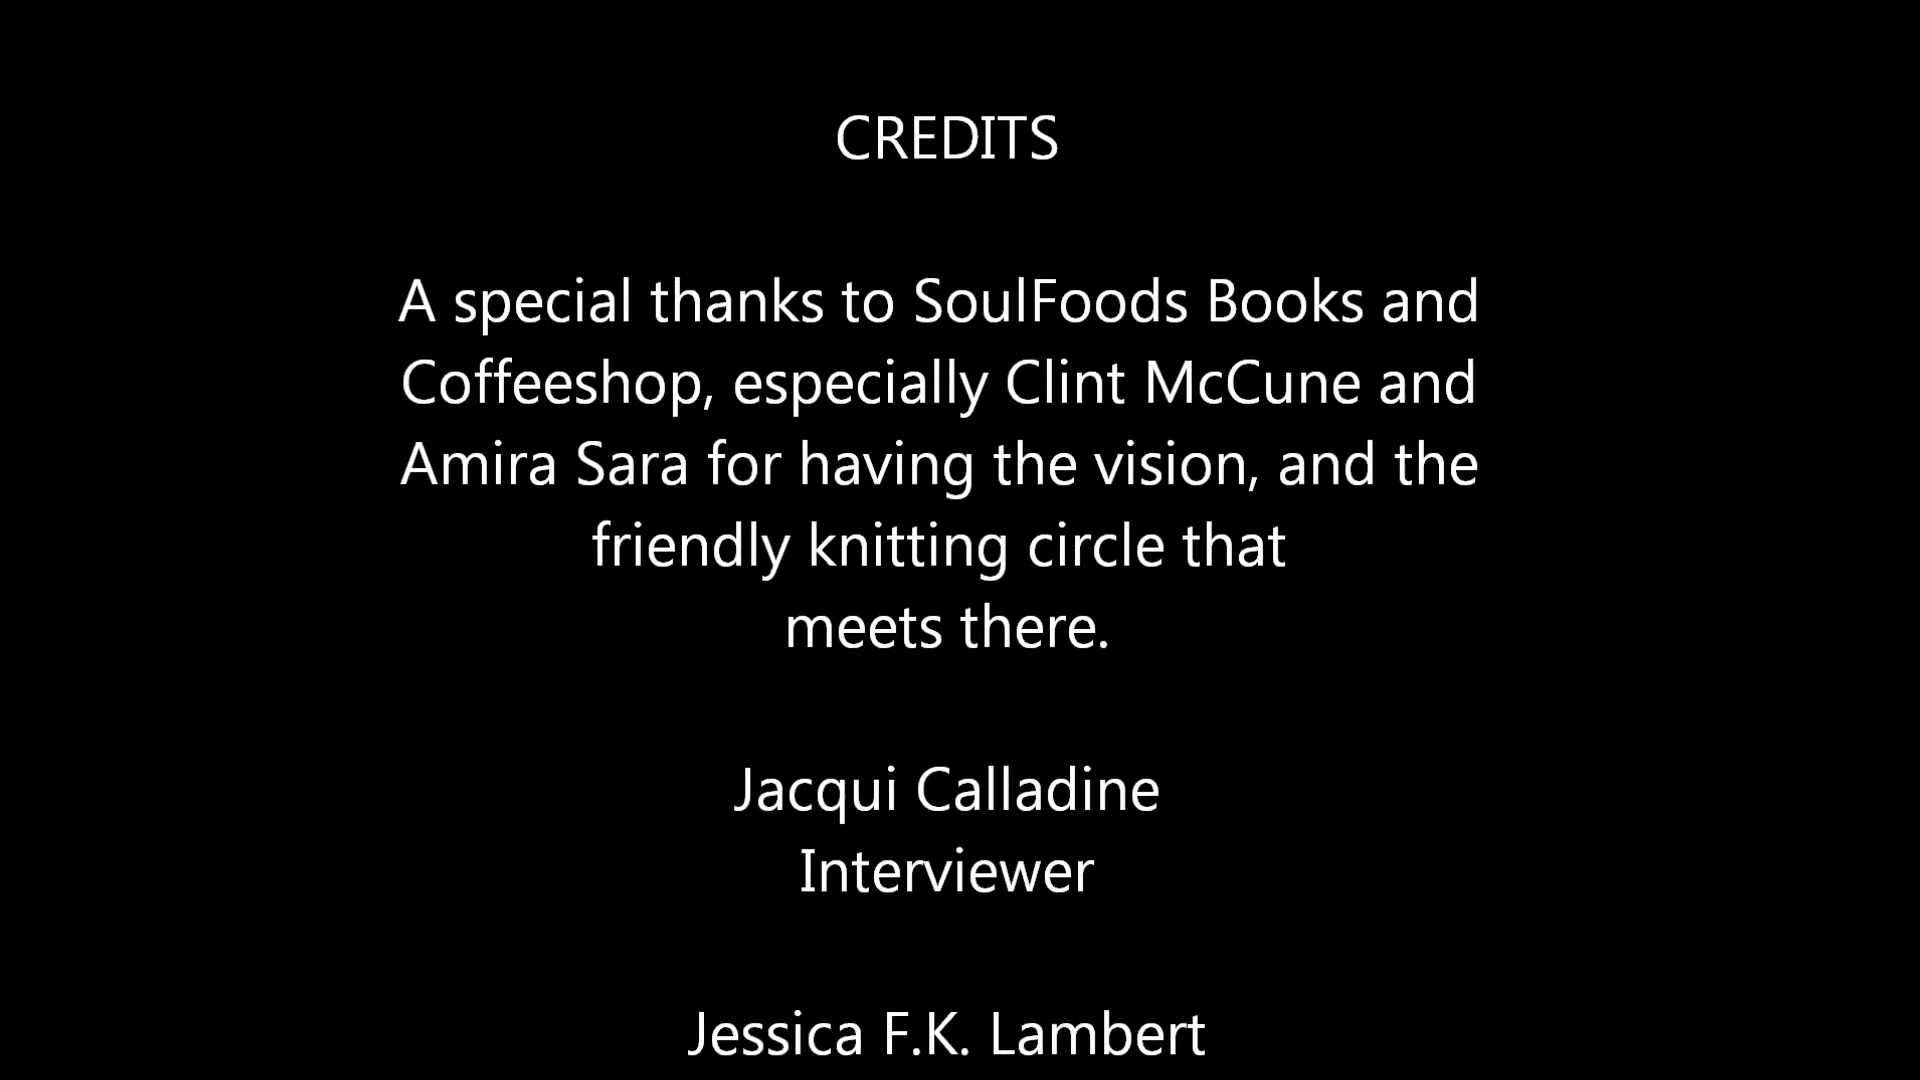 CREDITS
A special thanks to SoulFoods Books and
Coffeeshop, especially Clint McCune and
Amira Sara for having the vision, and the
friendly knitting circle that
meets there.
Jacqui Calladine
Interviewer
Jessica F.K. Lambert